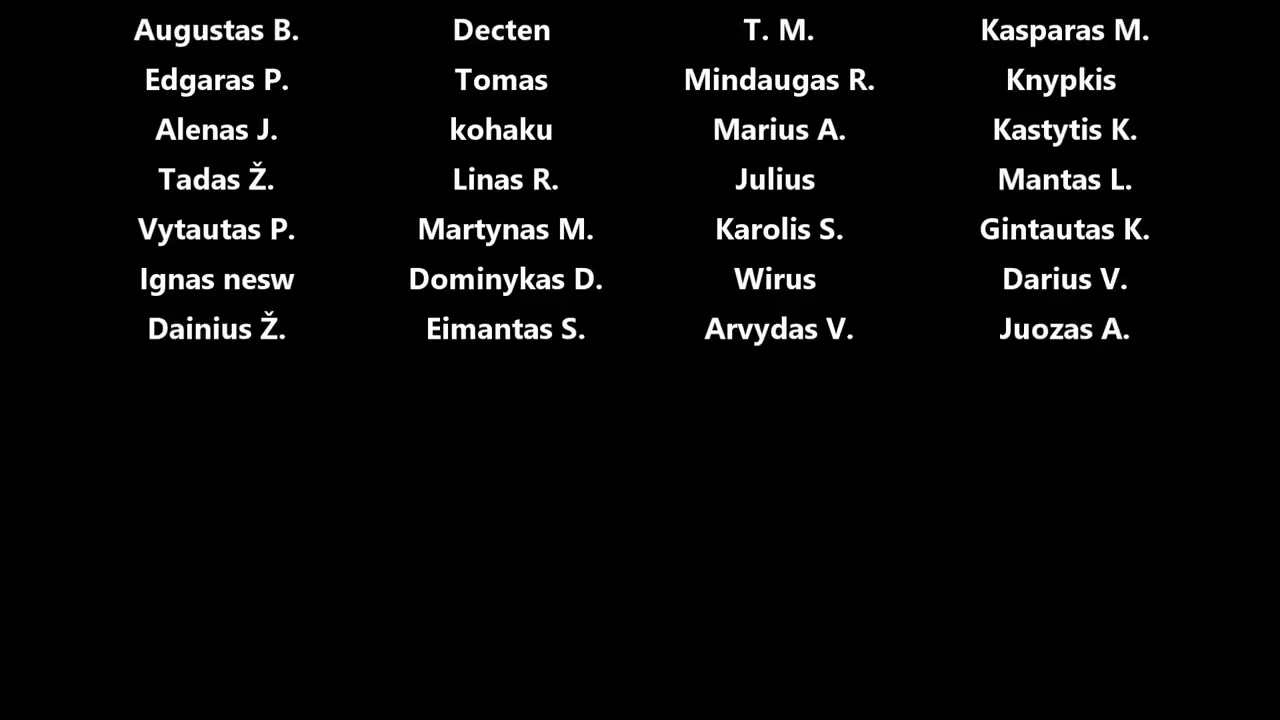 Augustas B. Decten T. M. Kasparas M.
Edgaras P. Tomas Mindaugas R. Knypkis
Alenas J. kohaku Marius A. Kastytis K.
Tadas Ž. Linas R. Julius Mantas L.
Vytautas P. Martynas M. Karolis S. Gintautas K.
Ignas nesw Dominykas D. Wirus Darius V.
Dainius Ž. Eimantas S. Arvydas V. Juozas A.